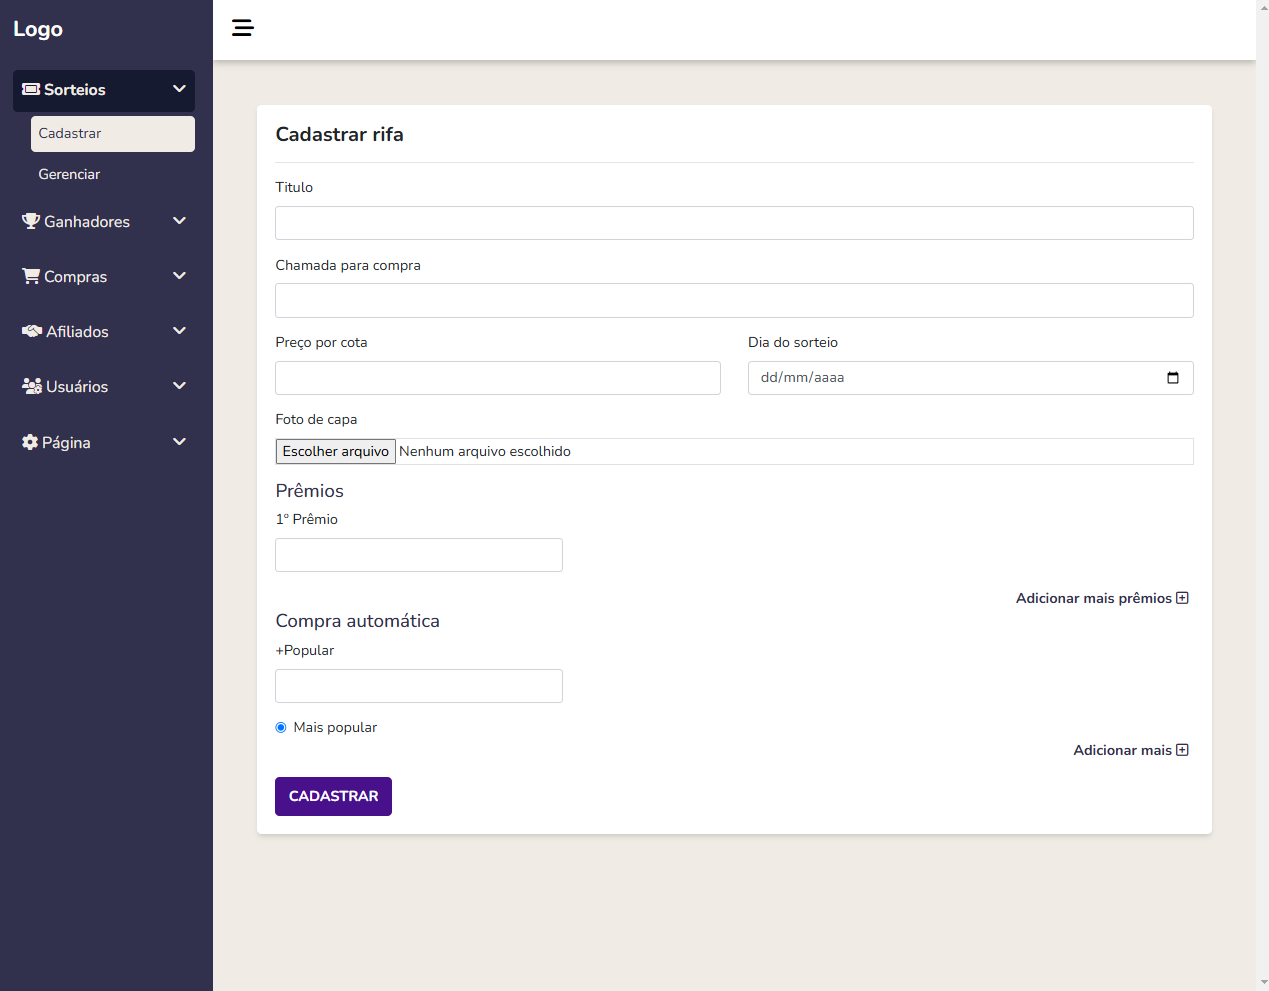 Logo
Sorteios
Cadastrar
Gerenciar
Ganhadores
Compras
Afiliados
Usuários
Página
Cadastrar rifa
Titulo
Chamada para compra
Preço por cota
Dia do sorteio
dd/mm/aaaa
Foto de capa
Escolher arquivo Nenhum arquivo escolhido
Prêmios
1º Prêmio
Adicionar mais prêmios
Compra automática
+Popular
Mais popular
Adicionar mais
CADASTRAR